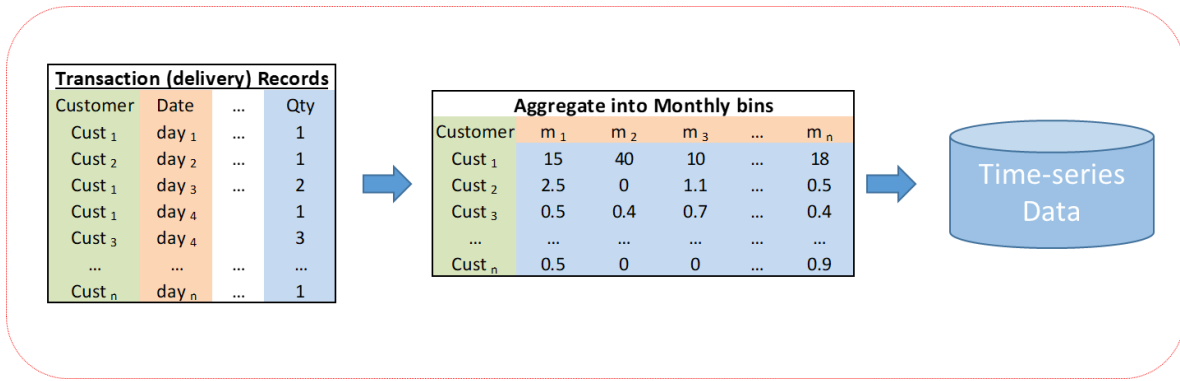 Transaction (delivery) Records
Customer Date ... Qty
Cust 1 day 1 ... 1
Cust 2 day 2 ... 1
Cust 1 day 3 ... 2
Cust 1 day 4 1
Cust 3 day 4 3
... ... ... ...
Cust n day n ... 1
Aggregate into Monthly bins
Customer m 1 m 2 m 3 ... m n
Cust 1 15 40 10 ... 18
Cust 2 2.5 0 1.1 ... 0.5
Cust 3 0.5 0.4 0.7 ... 0.4
... ... ... ... ... ...
Cust n 0.5 0 0 ... 0.9
Time-series
Data